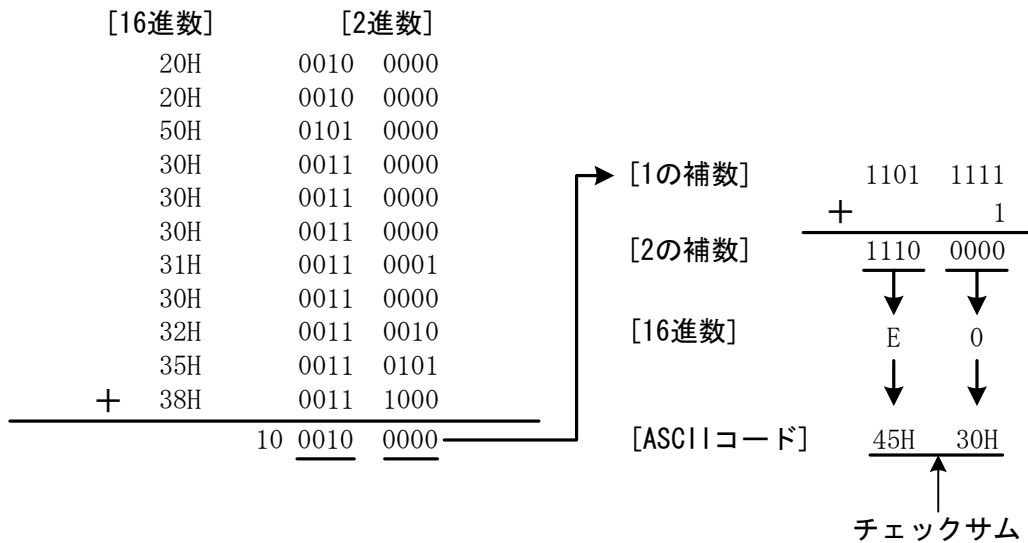 [16進数] [2進数]
20H 0010 0000
20H 0010 0000
50H 0101 0000
30H 0011 0000
30H 0011 0000
30H 0011 0000
31H 0011 0001
30H 0011 0000
32H 0011 0010
35H 0011 0101
+ 38H 0011 1000
10 0010 0000
[1の補数] 1101 1111
+ 1
[2の補数] 1110 0000
[16進数] E 0
[ASCIIコード] 45H 30H
チェックサム